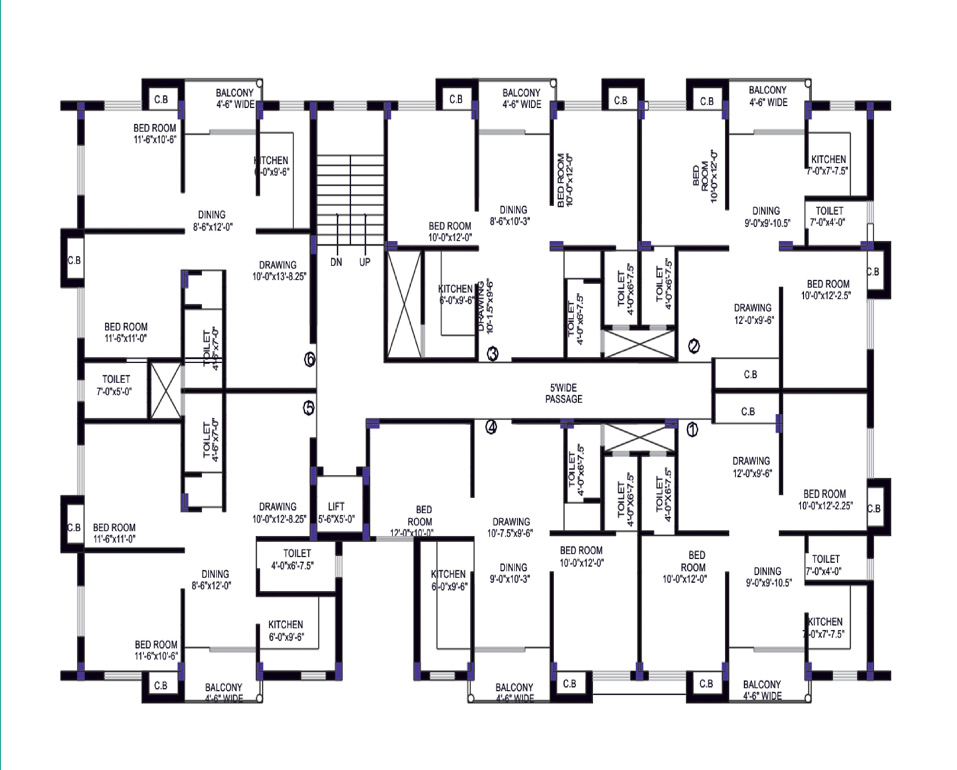 C.B
BALCONY
4'-6" WIDE
C.B
BALCONY
4'-6" WIDE
C.B
C.B
BALCONY
4'-6" WIDE
BED ROOM
11'-6"x10'-6"
KITCHEN
6'-0"x9'-6"
BED ROOM
10'-0"x12'-0"
BED
ROOM
10'-0"x12'-0"
KITCHEN
7'-0"x7'-7.5"
DINING
8'-6"x12'-0"
BED ROOM
10'-0"x12'-0"
DINING
8'-6"x10'-3"
DINING
9'-0"x9'-10.5"
TOILET
7'-0"x4'-0"
C.B
DRAWING
10'-0"x13'-8.25"
DN
UP
KITCHEN
6'-0"x9'-6"
DRAWING
10'-1.5"x9'-6"
TOILET
4'-0"x6'-7.5"
TOILET
4'-0"x6'-7.5"
TOILET
4'-0"x6'-7.5"
DRAWING
12'-0"x9'-6"
BED ROOM
10'-0"x12'-2.5"
C.B
BED ROOM
11'-6"x11'-0"
TOILET
4'-6"x7'-0"
6
3
2
TOILET
7'-0"x5'-0"
C.B
5'WIDE
PASSAGE
5
4
1
C.B
TOILET
4'-6"x7'-0"
TOILET
4'-0"x6'-7.5"
TOILET
4'-0"x6'-7.5"
TOILET
4'-0"x6'-7.5"
DRAWING
12'-0"x9'-6"
BED ROOM
10'-0"x12'-2.25"
C.B
C.B
BED ROOM
11'-6"x11'-0"
DRAWING
10'-0"x12'-8.25"
LIFT
5'-6"X5'-0"
BED
ROOM
12'-0"x10'-0"
DRAWING
10'-7.5"x9'-6"
BED ROOM
10'-0"x12'-0"
BED
ROOM
10'-0"x12'-0"
TOILET
4'-0"x6'-7.5"
DINING
8'-6"x12'-0"
KITCHEN
6'-0"x9'-6"
DINING
9'-0"x10'-3"
DINING
9'-0"x9'-10.5"
TOILET
7'-0"x4'-0"
KITCHEN
6'-0"x9'-6"
KITCHEN
7'-0"x7'-7.5"
BED ROOM
11'-6"x10'-6"
C.B
BALCONY
4'-6" WIDE
BALCONY
4'-6" WIDE
C.B
C.B
BALCONY
4'-6" WIDE